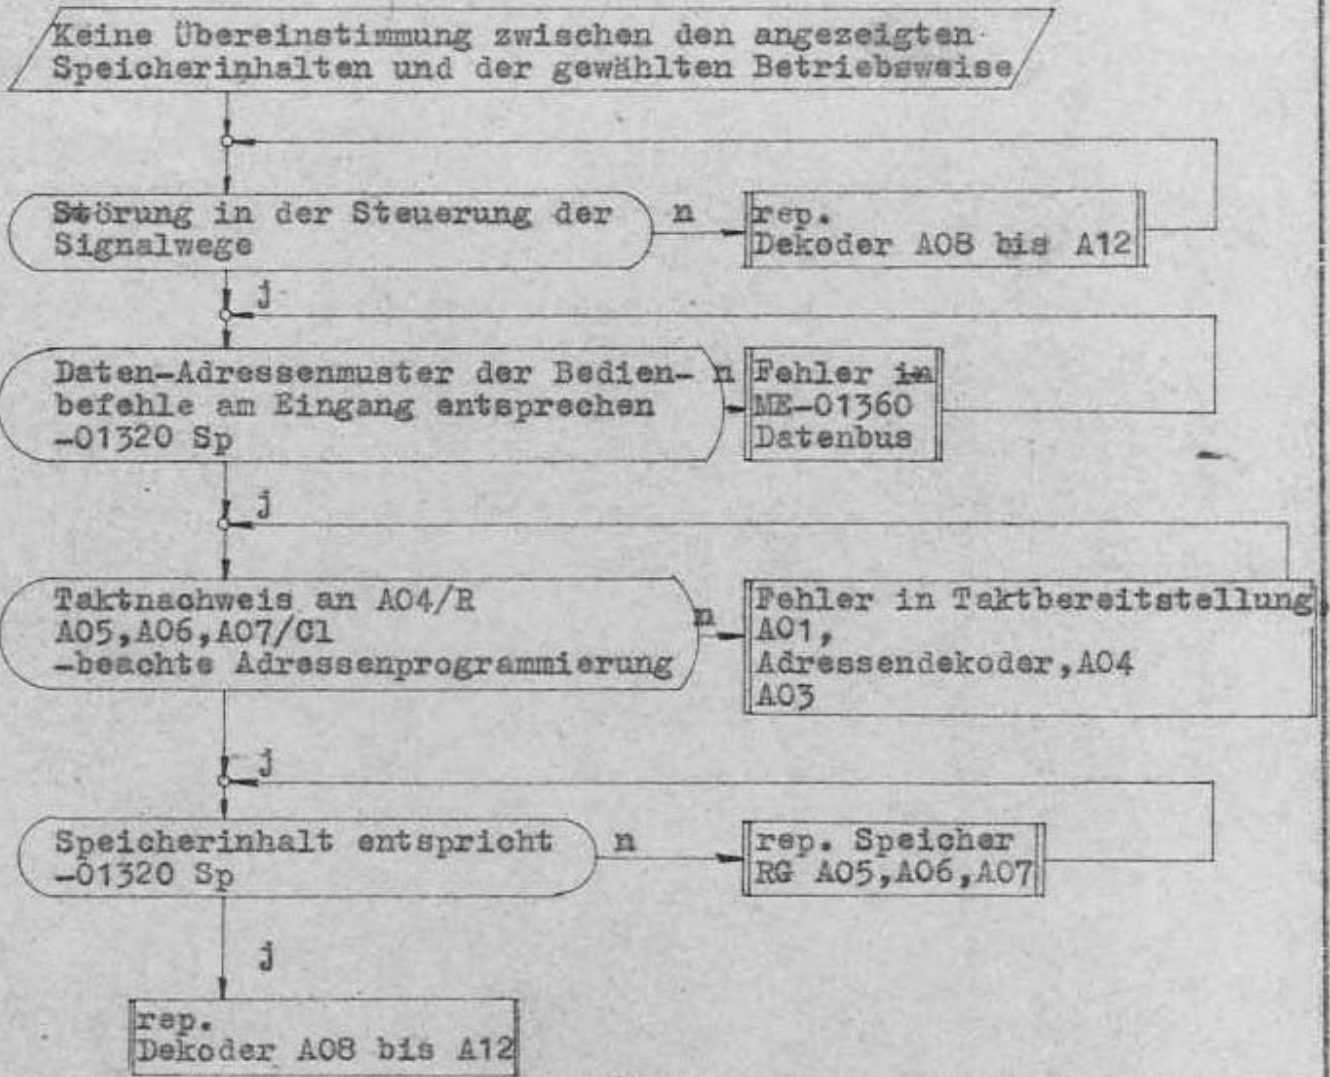 Keine Übereinstimmung zwischen den angezeigten
Speicherinhalten und der gewählten Betriebsweise
Störung in der Steuerung der
Signalwege
n
rep.
Dekoder A08 bis A12
j
Daten-Adressenmuster der Bedien-
befehle am Eingang entsprechen
-01320 Sp
n
Fehler in
ME-01360
Datenbus
j
Taktnachweis an A04/R
A05,A06,A07/Cl
-beachte Adressenprogrammierung
n
Fehler in Taktbereitstellung
A01,
Adressendekoder,A04
A03
j
Speicherinhalt entspricht
-01320 Sp
n
rep. Speicher
RG A05,A06,A07
j
rep.
Dekoder A08 bis A12